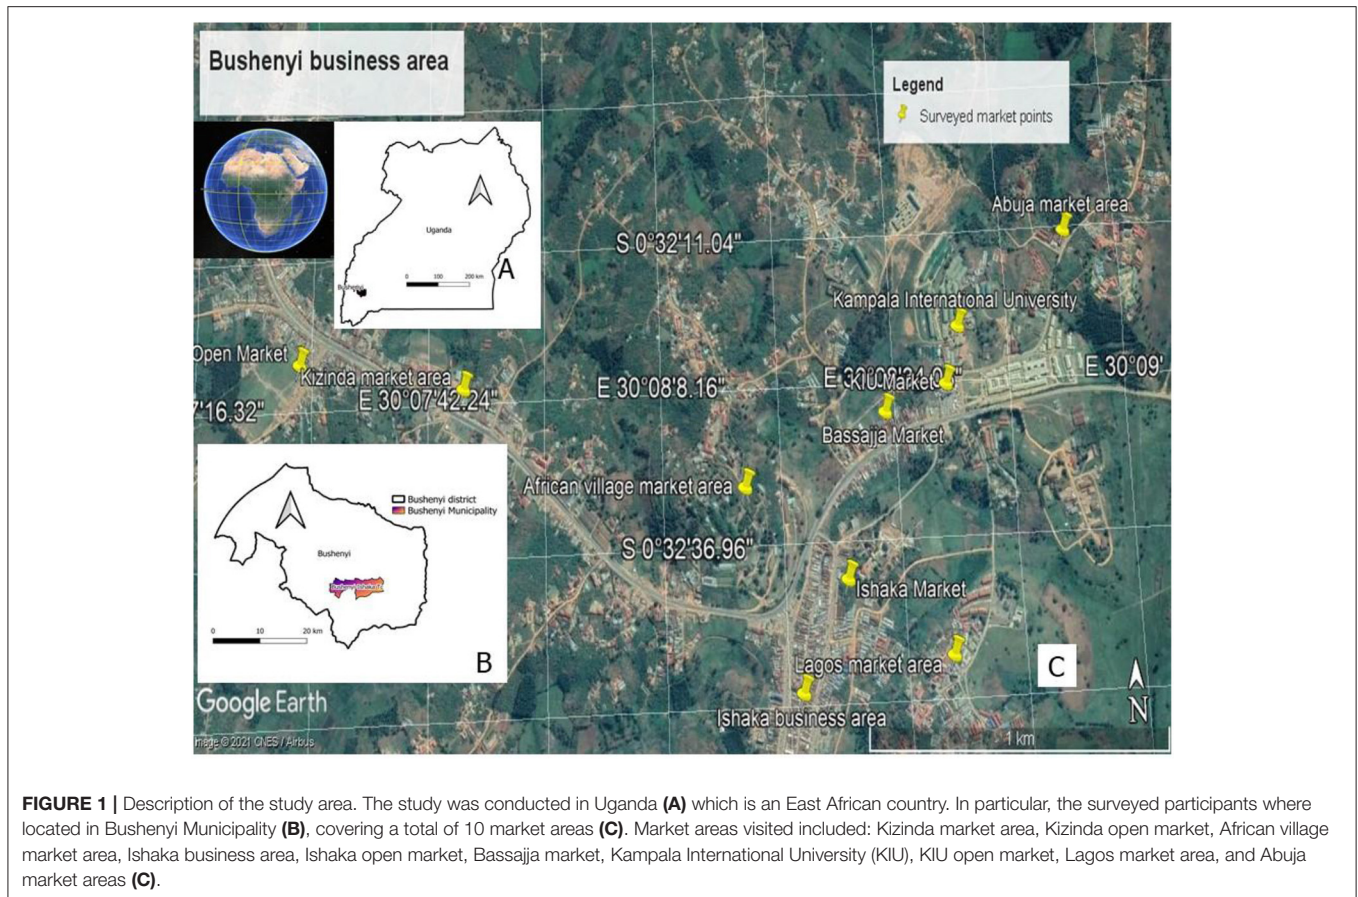 Bushenyi business area
Legend
Surveyed market points
Uganda
0 100 200 km
Bushenyi
A
Abuja market area
S 0°32'11.04"
Kampala International University
Open Market
Kizinda market area
E 30°07'42.24"
7'16.32"
E 30°08'8.16"
KIU Market
E 30°09'
Bassajja Market
African village market area
Bushenyi district
Bushenyi Municipality
Bushenyi
0 10 20 km
B
S 0°32'36.96"
Ishaka Market
Lagos market area
C
Ishaka business area
N
1 km
Google Earth
Image © 2021 CNES / Airbus
FIGURE 1 | Description of the study area. The study was conducted in Uganda (A) which is an East African country. In particular, the surveyed participants where
located in Bushenyi Municipality (B), covering a total of 10 market areas (C). Market areas visited included: Kizinda market area, Kizinda open market, African village
market area, Ishaka business area, Ishaka open market, Bassajja market, Kampala International University (KIU), KIU open market, Lagos market area, and Abuja
market areas (C).